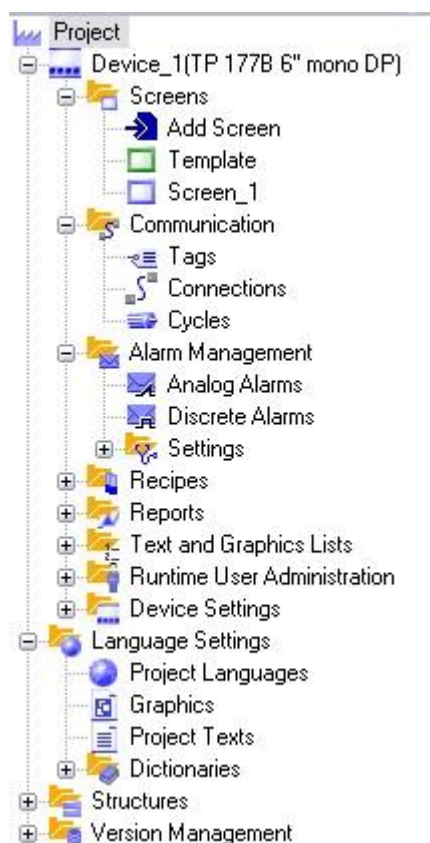 Project
Device_1(TP 177B 6" mono DP)
Screens
Add Screen
Template
Screen_1
Communication
Tags
Connections
Cycles
Alarm Management
Analog Alarms
Discrete Alarms
Settings
Recipes
Reports
Text and Graphics Lists
Runtime User Administration
Device Settings
Language Settings
Project Languages
Graphics
Project Texts
Dictionaries
Structures
Version Management